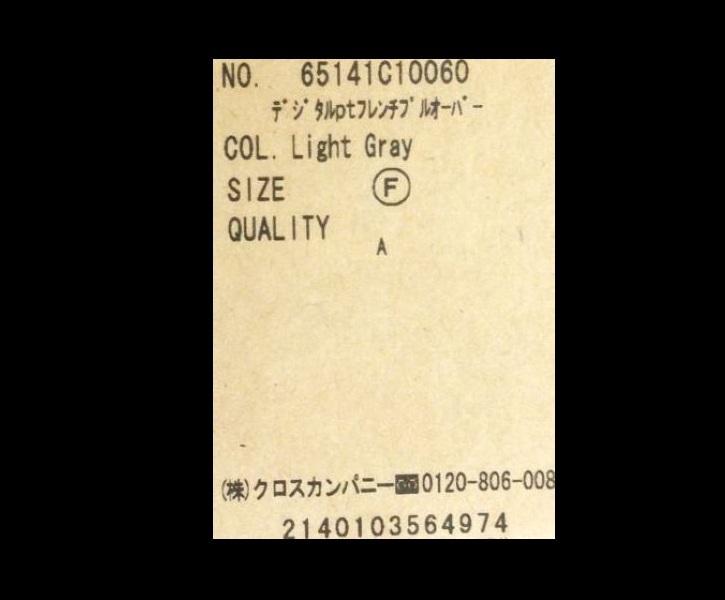 NO. 65141C10060
ﾃﾞｼﾞﾀﾙptﾌﾚﾝﾁﾌﾟﾙｵｰﾊﾞｰ
COL. Light Gray
SIZE Ⓕ
QUALITY
A
(株)クロスカンパニー 0120-806-008
2140103564974